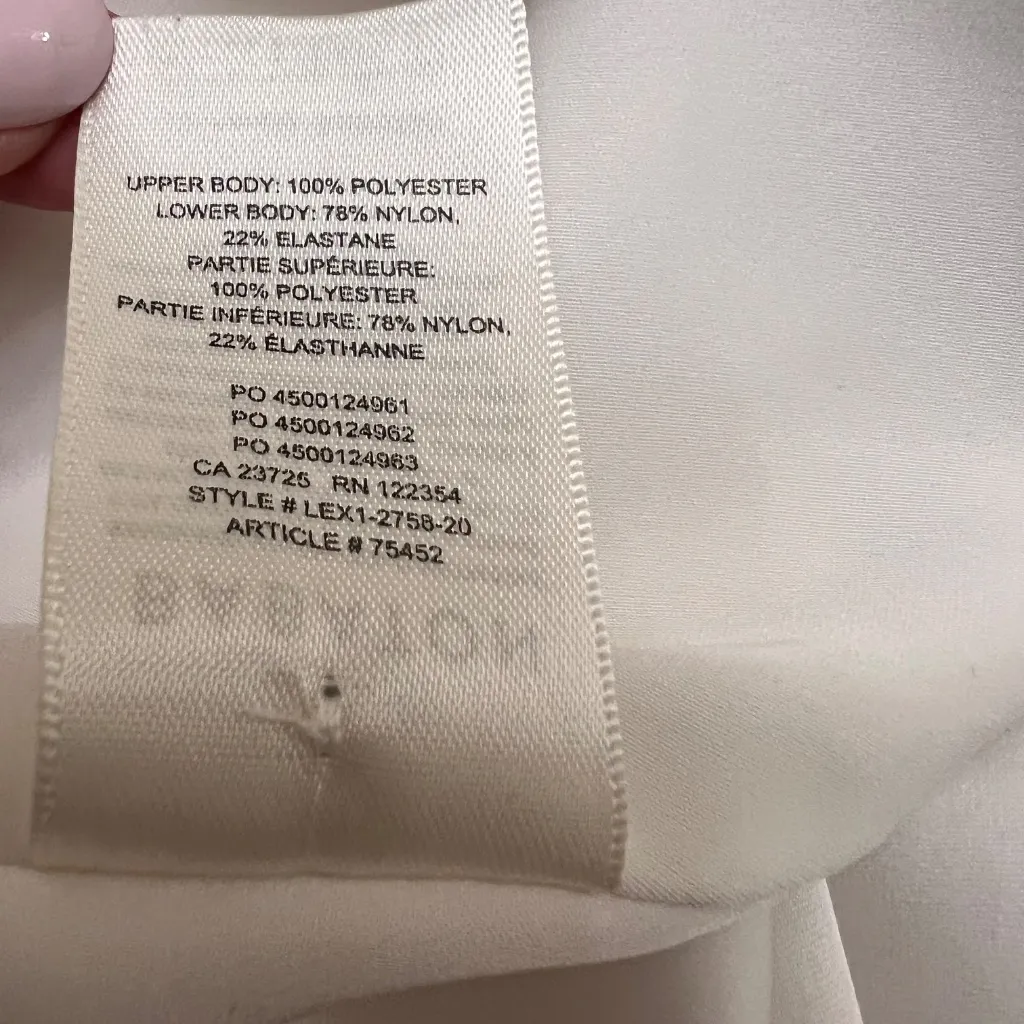 UPPER BODY: 100% POLYESTER
LOWER BODY: 78% NYLON,
22% ELASTANE
PARTIE SUPÉRIEURE:
100% POLYESTER
PARTIE INFÉRIEURE: 78% NYLON,
22% ÉLASTHANNE
PO 4500124961
PO 4500124962
PO 4500124963
CA 23726 RN 122354
STYLE # LEX1-2758-20
ARTICLE # 75452